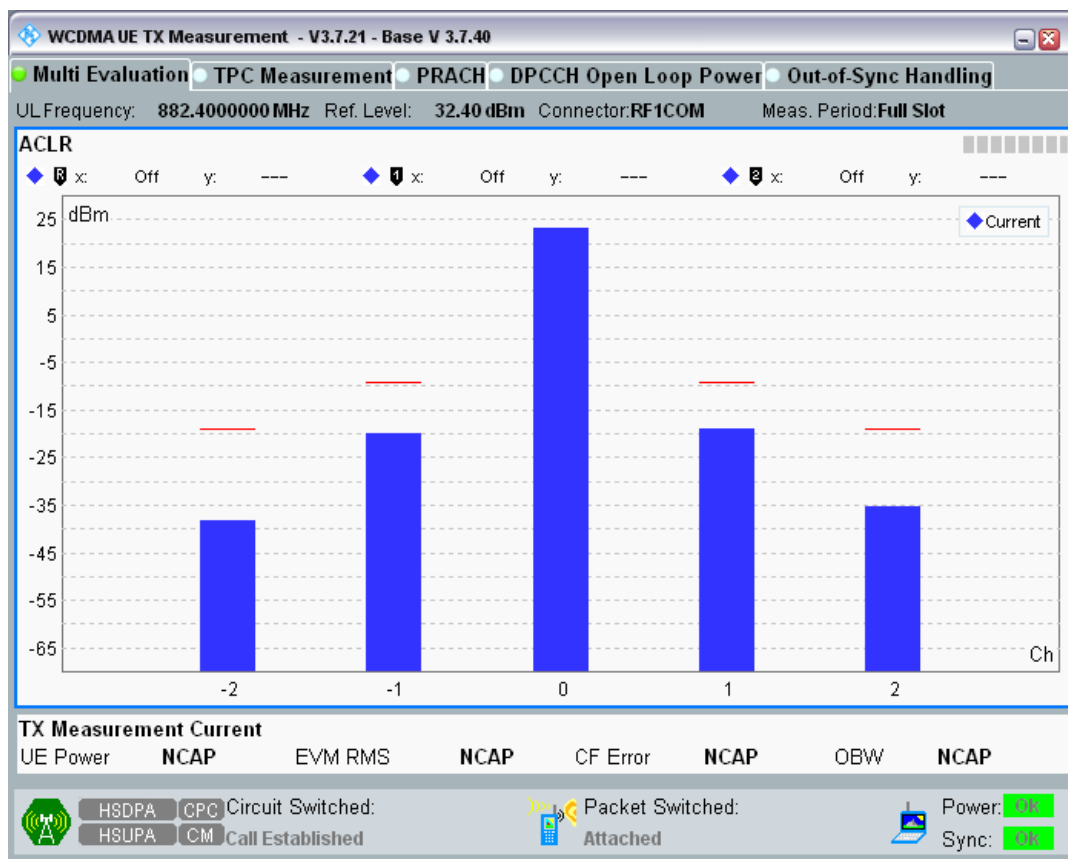 WCDMA UE TX Measurement - V3.7.21 - Base V 3.7.40
Multi Evaluation TPC Measurement PRACH DPCCH Open Loop Power Out-of-Sync Handling
UL Frequency: 882.4000000 MHz Ref. Level: 32.40 dBm Connector:RF1COM Meas. Period:Full Slot
ACLR
R x: Off y: --- 1 x: Off y: --- 2 x: Off y: ---
dBm
Current
25
15
5
-5
-15
-25
-35
-45
-55
-65
Ch
-2 -1 0 1 2
TX Measurement Current
UE Power NCAP EVM RMS NCAP CF Error NCAP OBW NCAP
HSDPA CPC Circuit Switched: Packet Switched: Power: OK
HSUPA CM Call Established Attached Sync: OK